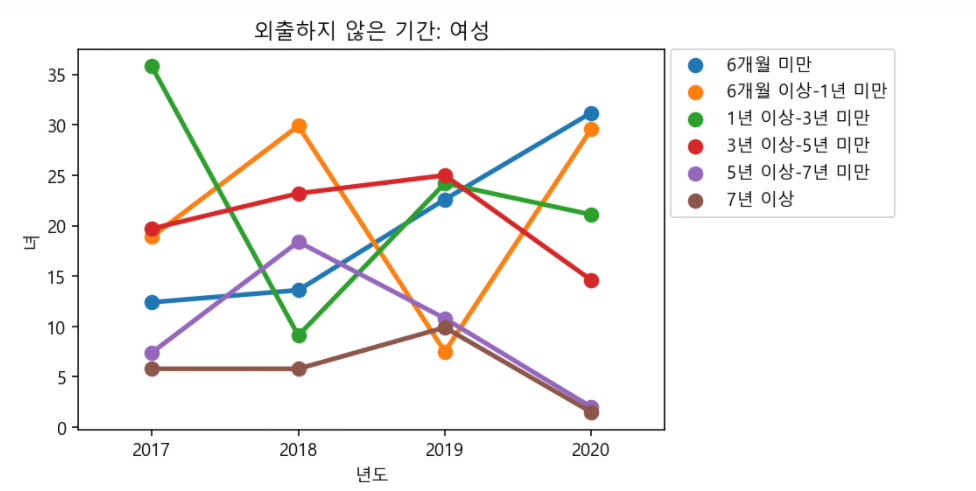 외출하지 않은 기간: 여성
6개월 미만
6개월 이상-1년 미만
1년 이상-3년 미만
3년 이상-5년 미만
5년 이상-7년 미만
7년 이상
35
30
25
20
15
10
5
0
녀
2017 2018 2019 2020
년도